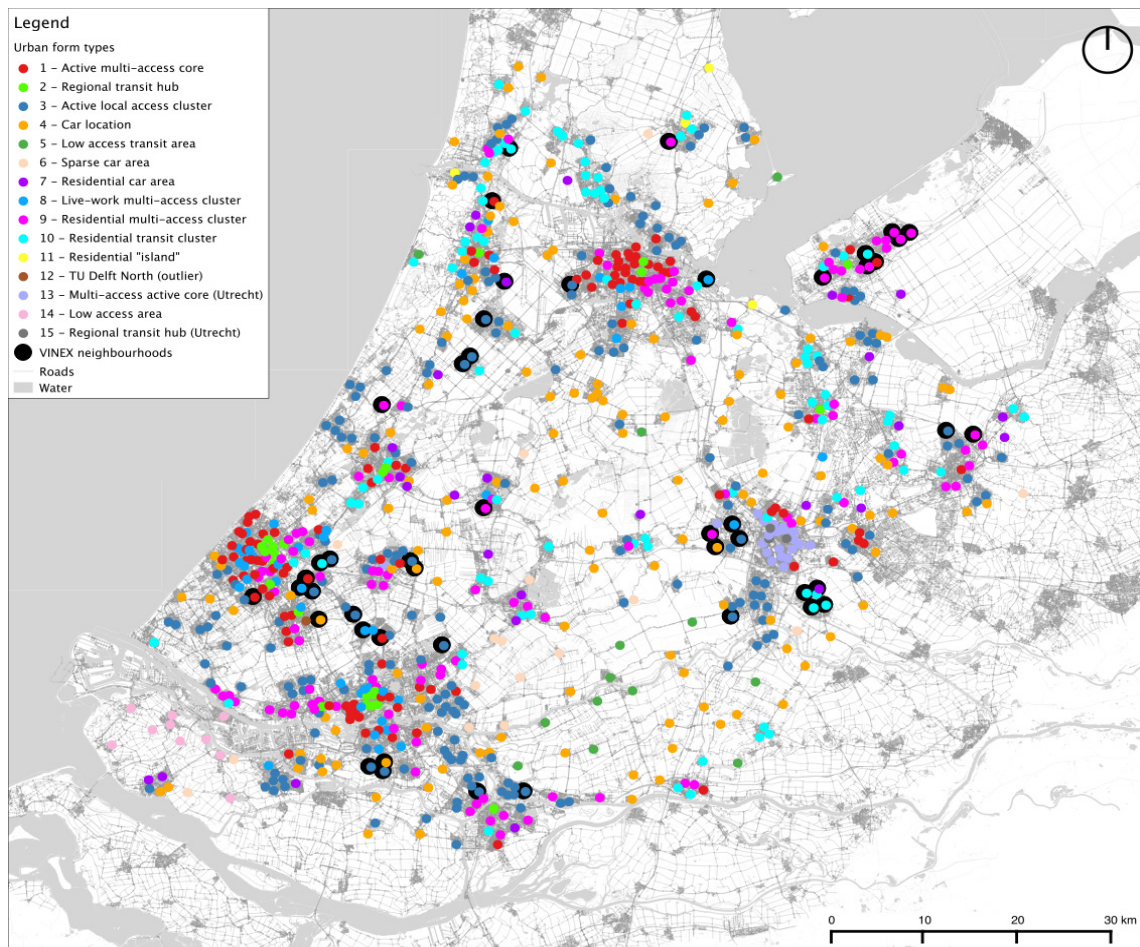 Legend
Urban form types
1 – Active multi-access core
2 – Regional transit hub
3 – Active local access cluster
4 – Car location
5 – Low access transit area
6 – Sparse car area
7 – Residential car area
8 – Live-work multi-access cluster
9 – Residential multi-access cluster
10 – Residential transit cluster
11 – Residential "island"
12 – TU Delft North (outlier)
13 – Multi-access active core (Utrecht)
14 – Low access area
15 – Regional transit hub (Utrecht)
VINEX neighbourhoods
Roads
Water
0 10 20 30 km